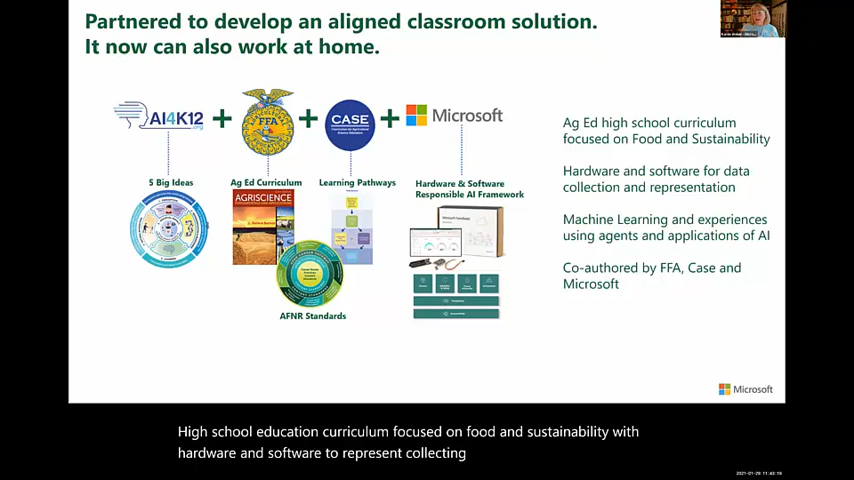 Partnered to develop an aligned classroom solution.
It now can also work at home.
AI4K12
.org
FFA
CASE
Microsoft
5 Big Ideas
Ag Ed Curriculum
Learning Pathways
Hardware & Software
Responsible AI Framework
AGRISCIENCE
AFNR Standards
Ag Ed high school curriculum
focused on Food and Sustainability
Hardware and software for data
collection and representation
Machine Learning and experiences
using agents and applications of AI
Co-authored by FFA, Case and
Microsoft
Microsoft
High school education curriculum focused on food and sustainability with
hardware and software to represent collecting